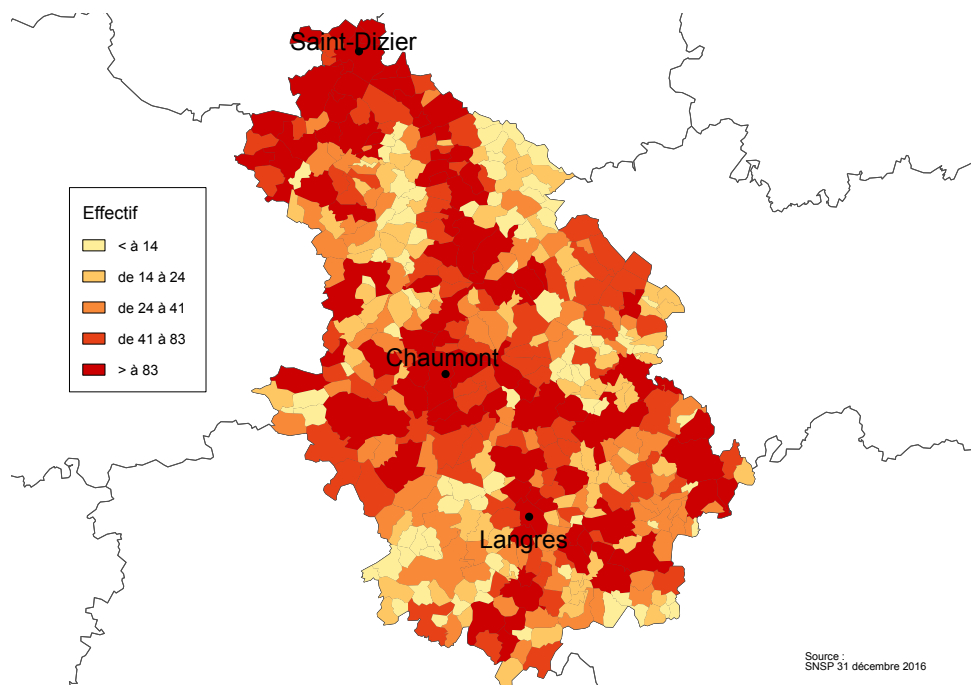 Saint-Dizier
Effectif
< à 14
de 14 à 24
de 24 à 41
de 41 à 83
> à 83
Chaumont
Langres
Source :
SNSP 31 décembre 2016